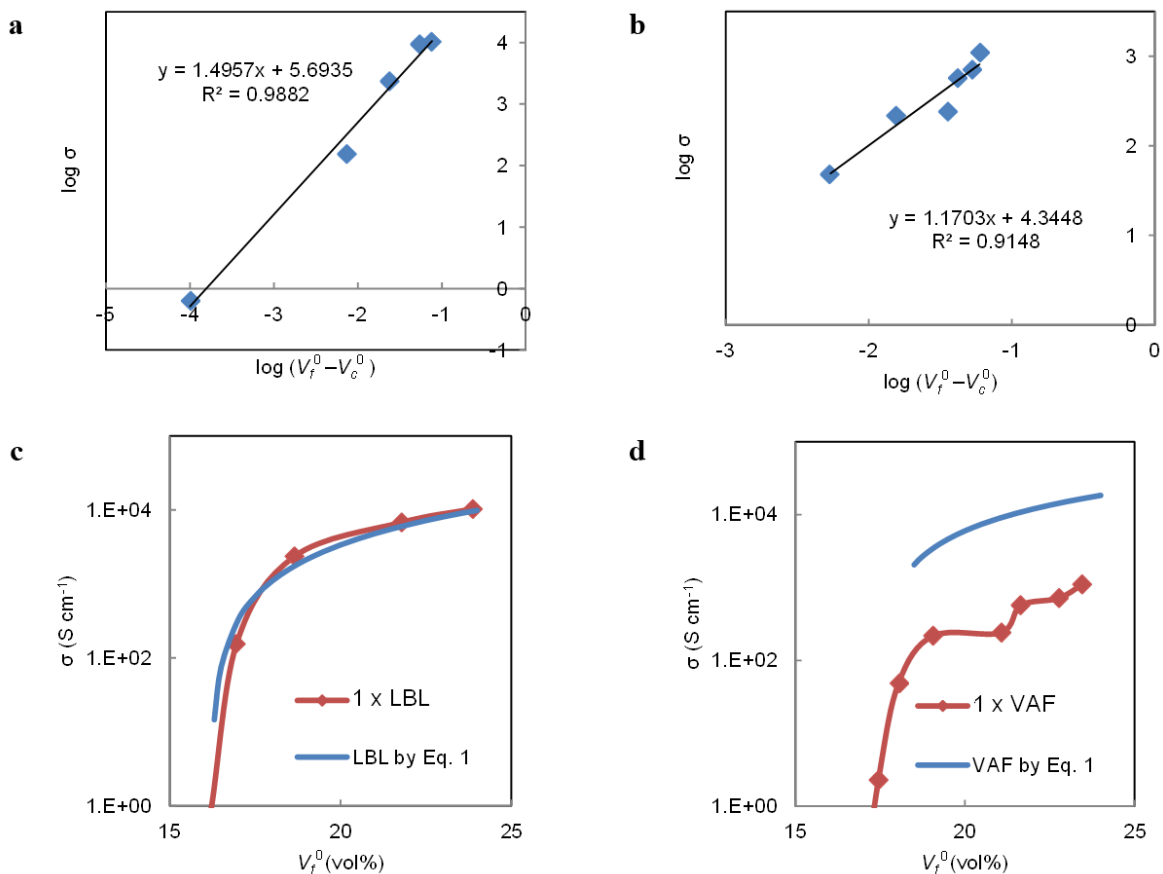 a
4
3
2
1
0
-1
-5
-4
-3
-2
-1
0
log σ
y = 1.4957x + 5.6935
R² = 0.9882
log (V_f^0 − V_c^0)
b
3
2
1
0
-3
-2
-1
0
log σ
y = 1.1703x + 4.3448
R² = 0.9148
log (V_f^0 − V_c^0)
c
1.E+04
1.E+02
1.E+00
15
20
25
σ (S cm⁻¹)
1 x LBL
LBL by Eq. 1
V_f^0 (vol%)
d
1.E+04
1.E+02
1.E+00
15
20
25
σ (S cm⁻¹)
1 x VAF
VAF by Eq. 1
V_f^0 (vol%)